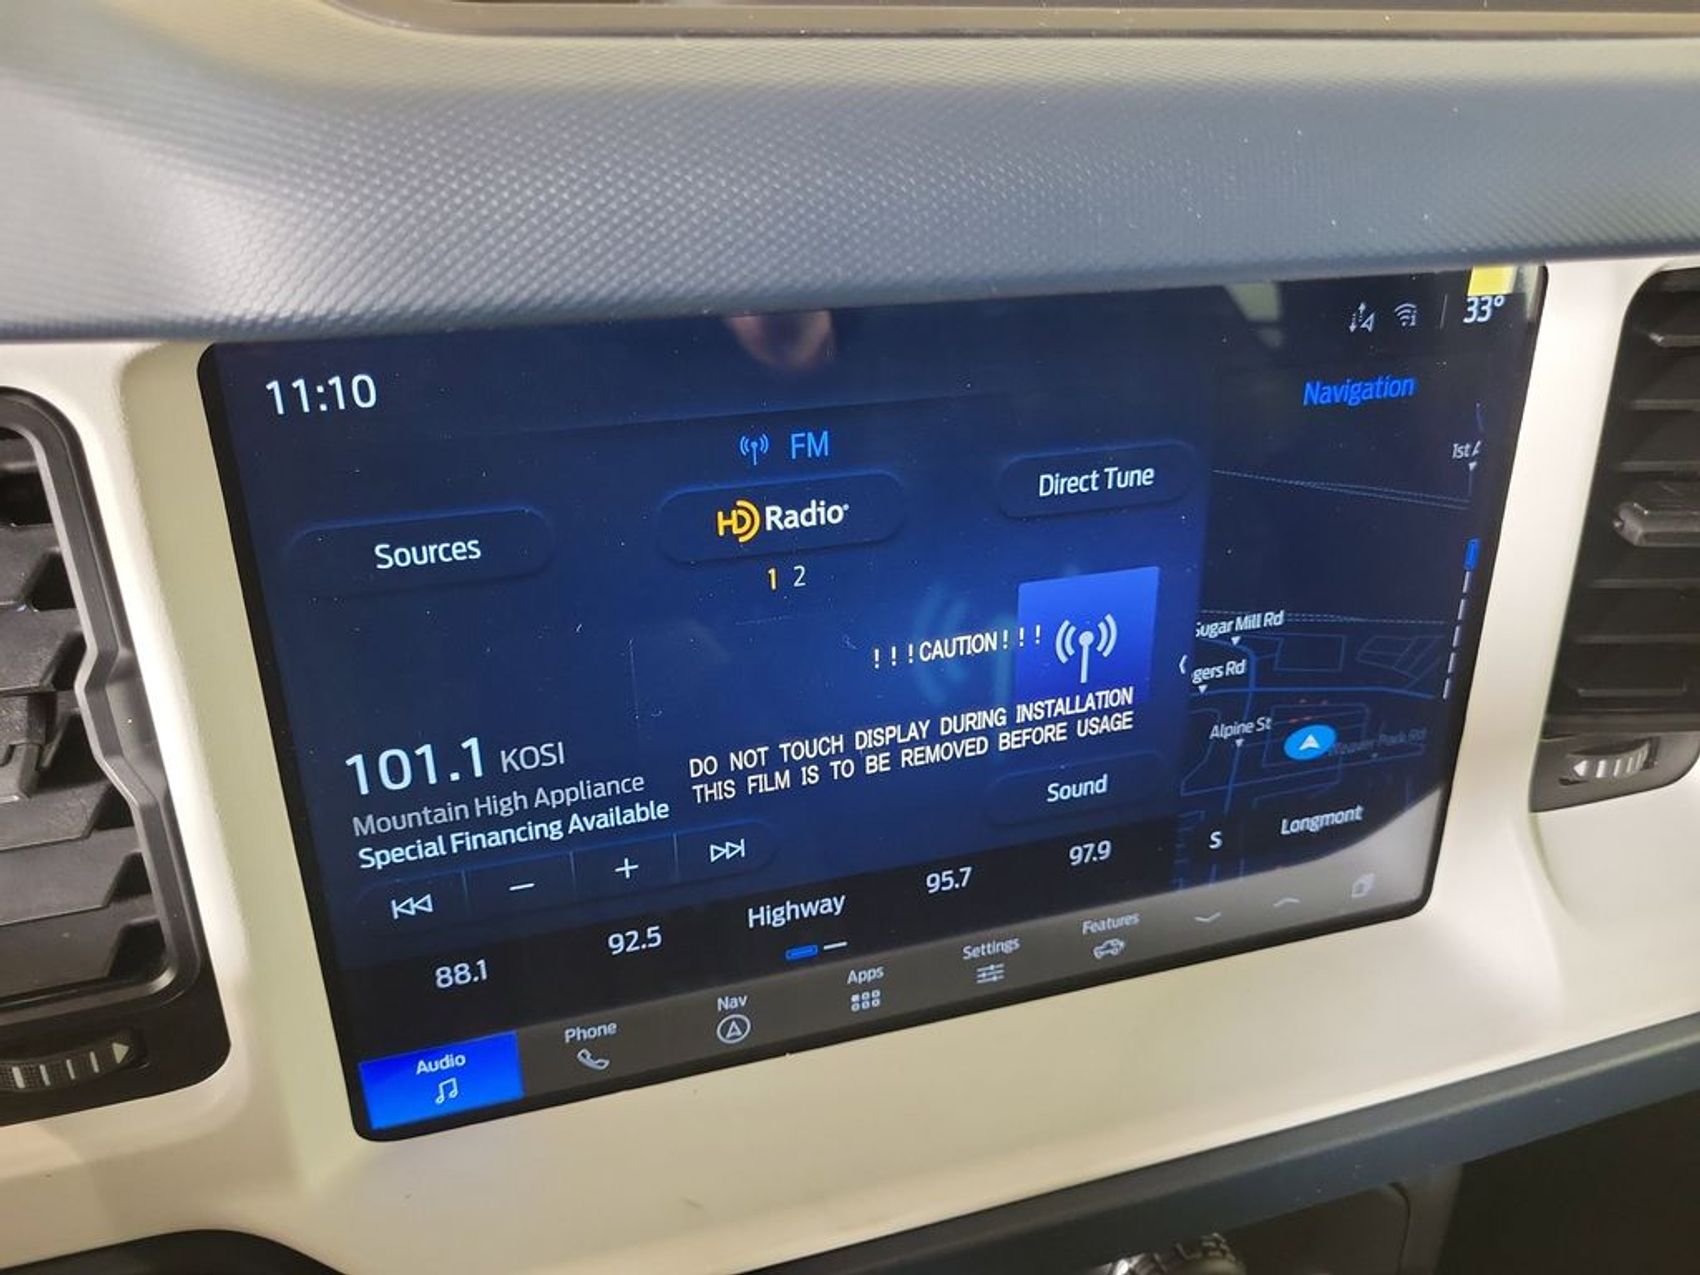 33°
11:10
Navigation
FM
1st
Direct Tune
HD Radio
Sources
1 2
Sugar Mill Rd
! ! ! CAUTION ! ! !
gers Rd
Alpine St
DO NOT TOUCH DISPLAY DURING INSTALLATION
THIS FILM IS TO BE REMOVED BEFORE USAGE
101.1 KOSI
Mountain High Appliance
Special Financing Available
Sound
Longmont
S
88.1 92.5 Highway 95.7 97.9
Audio Phone Nav Apps Settings Features